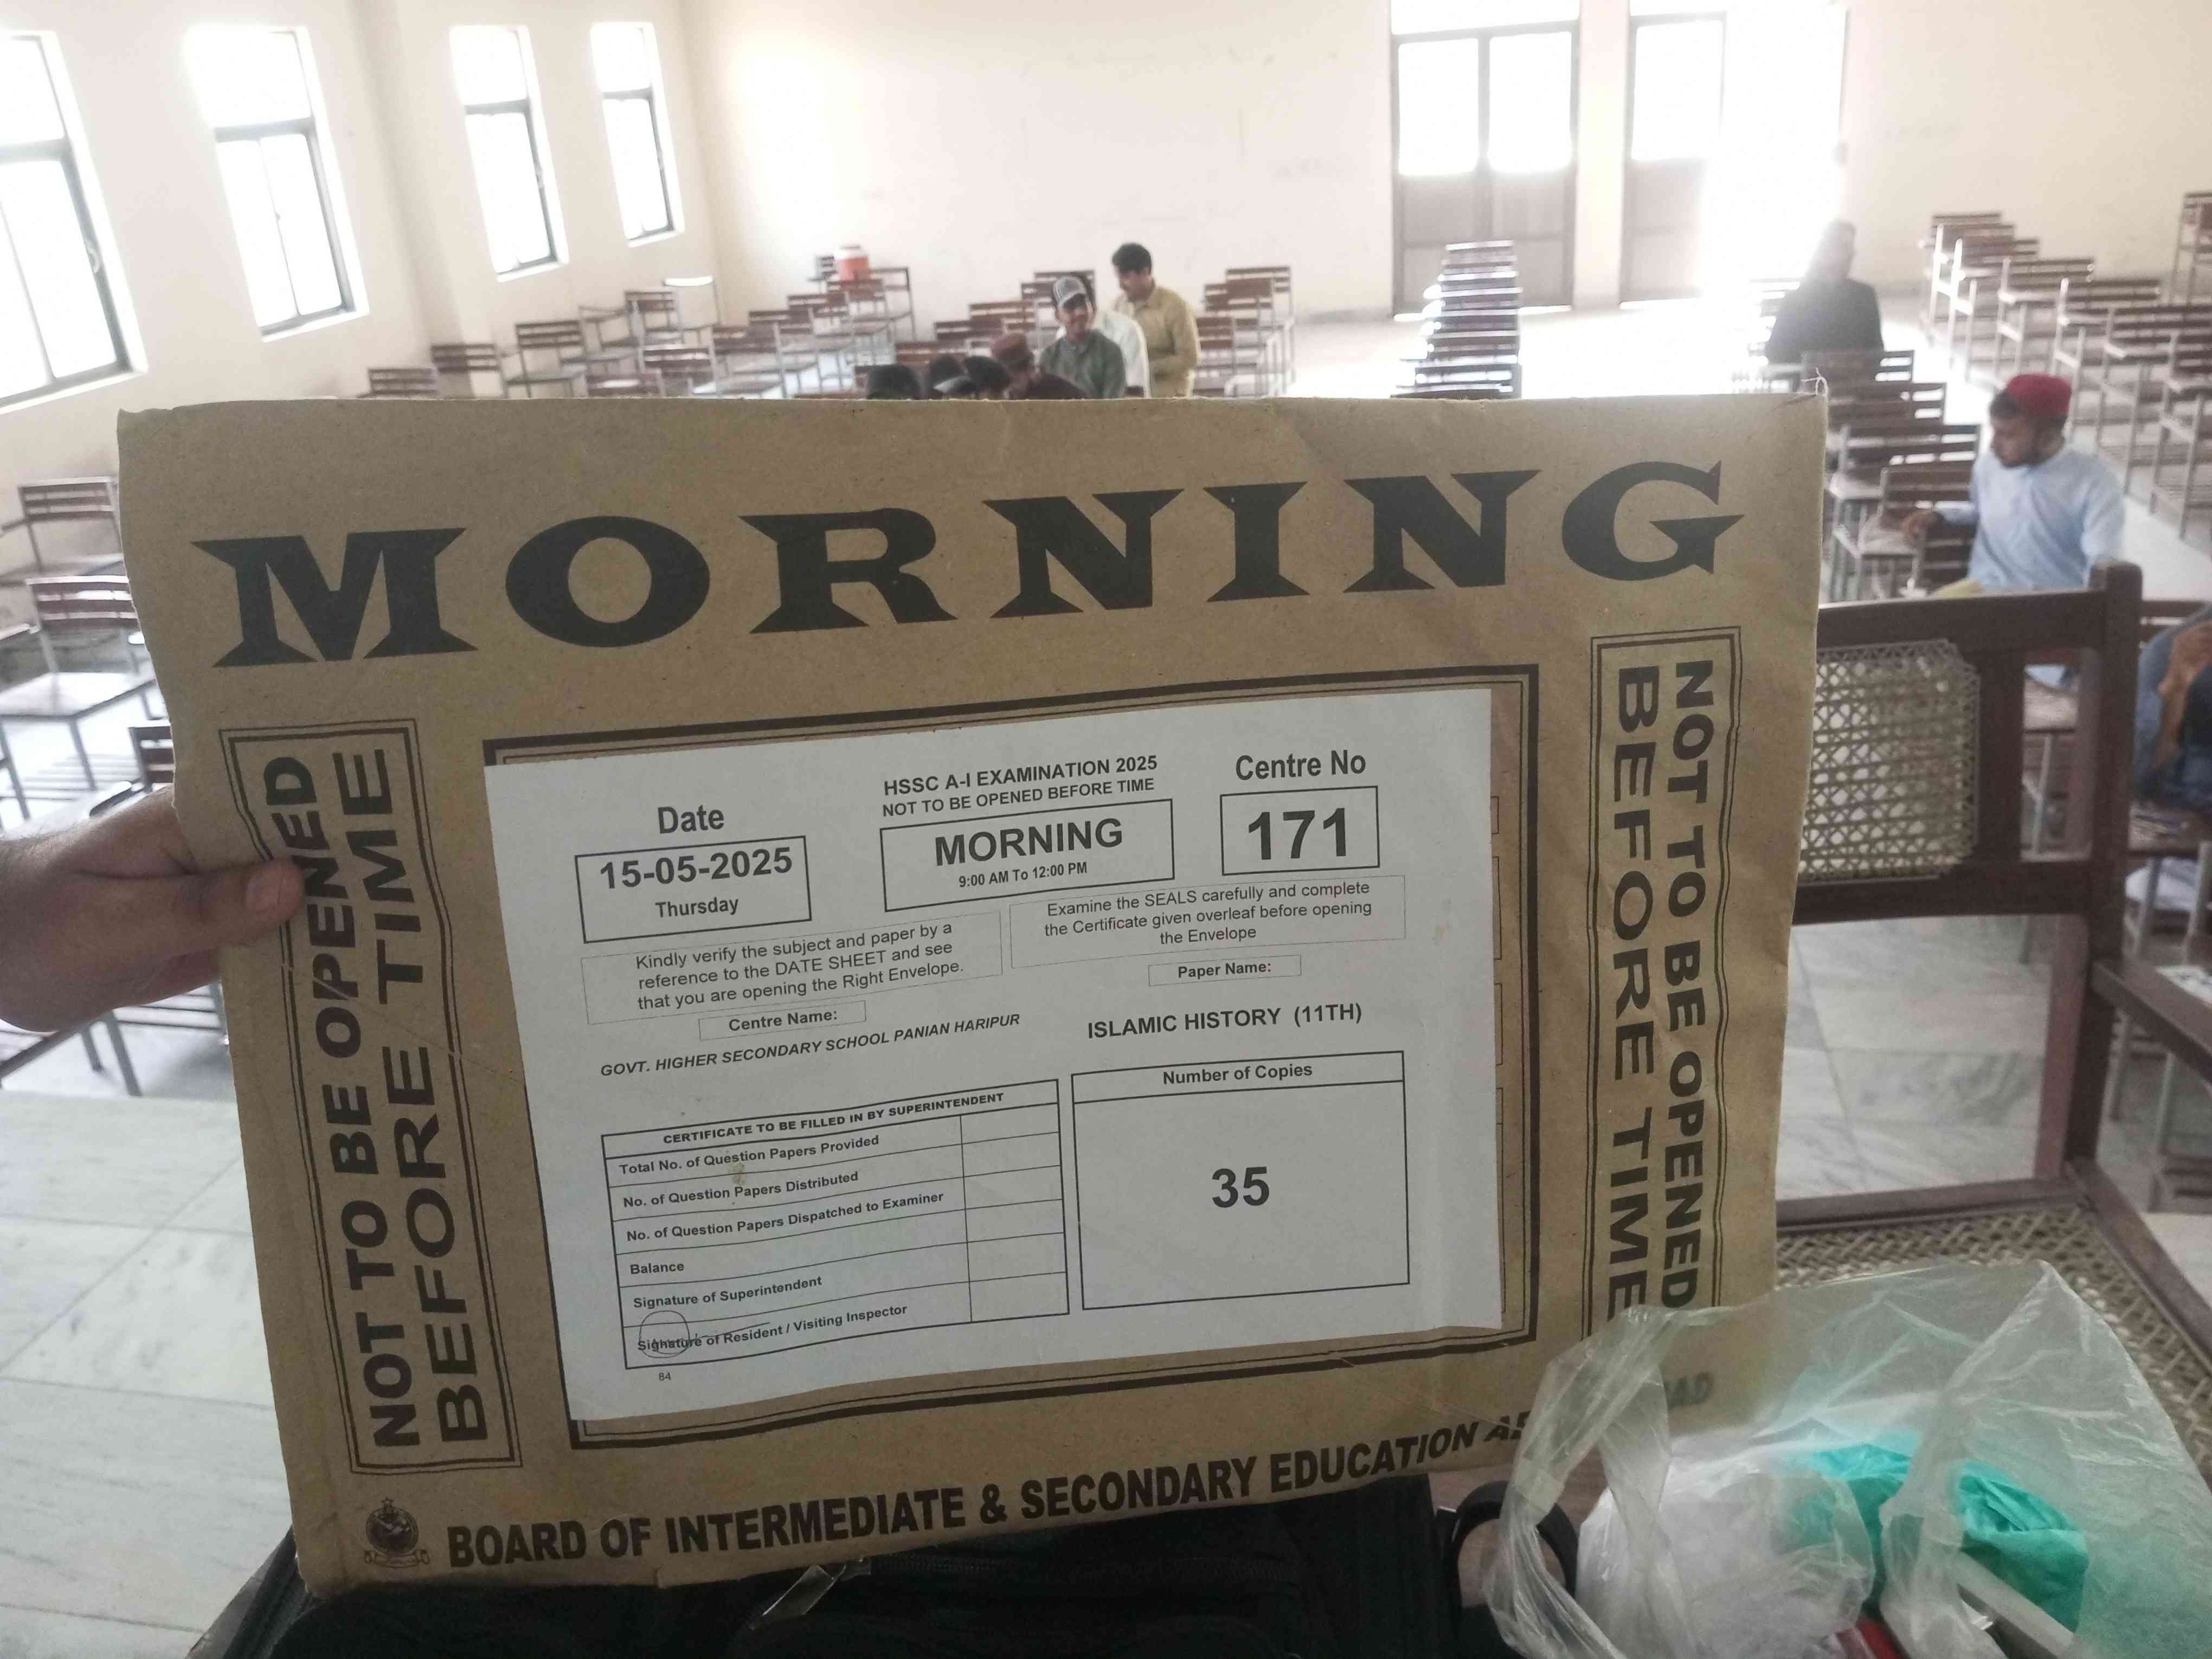 MORNING
NOT TO BE OPENED
BEFORE TIME
NOT TO BE OPENED
BEFORE TIME
HSSC A-I EXAMINATION 2025
NOT TO BE OPENED BEFORE TIME
Date
15-05-2025
Thursday
MORNING
9:00 AM To 12:00 PM
Centre No
171
Kindly verify the subject and paper by a
reference to the DATE SHEET and see
that you are opening the Right Envelope.
Examine the SEALS carefully and complete
the Certificate given overleaf before opening
the Envelope
Centre Name:
GOVT. HIGHER SECONDARY SCHOOL PANIAN HARIPUR
Paper Name:
ISLAMIC HISTORY (11TH)
CERTIFICATE TO BE FILLED IN BY SUPERINTENDENT
Total No. of Question Papers Provided
No. of Question Papers Distributed
No. of Question Papers Dispatched to Examiner
Balance
Signature of Superintendent
Signature of Resident / Visiting Inspector
84
Number of Copies
35
BOARD OF INTERMEDIATE & SECONDARY EDUCATION